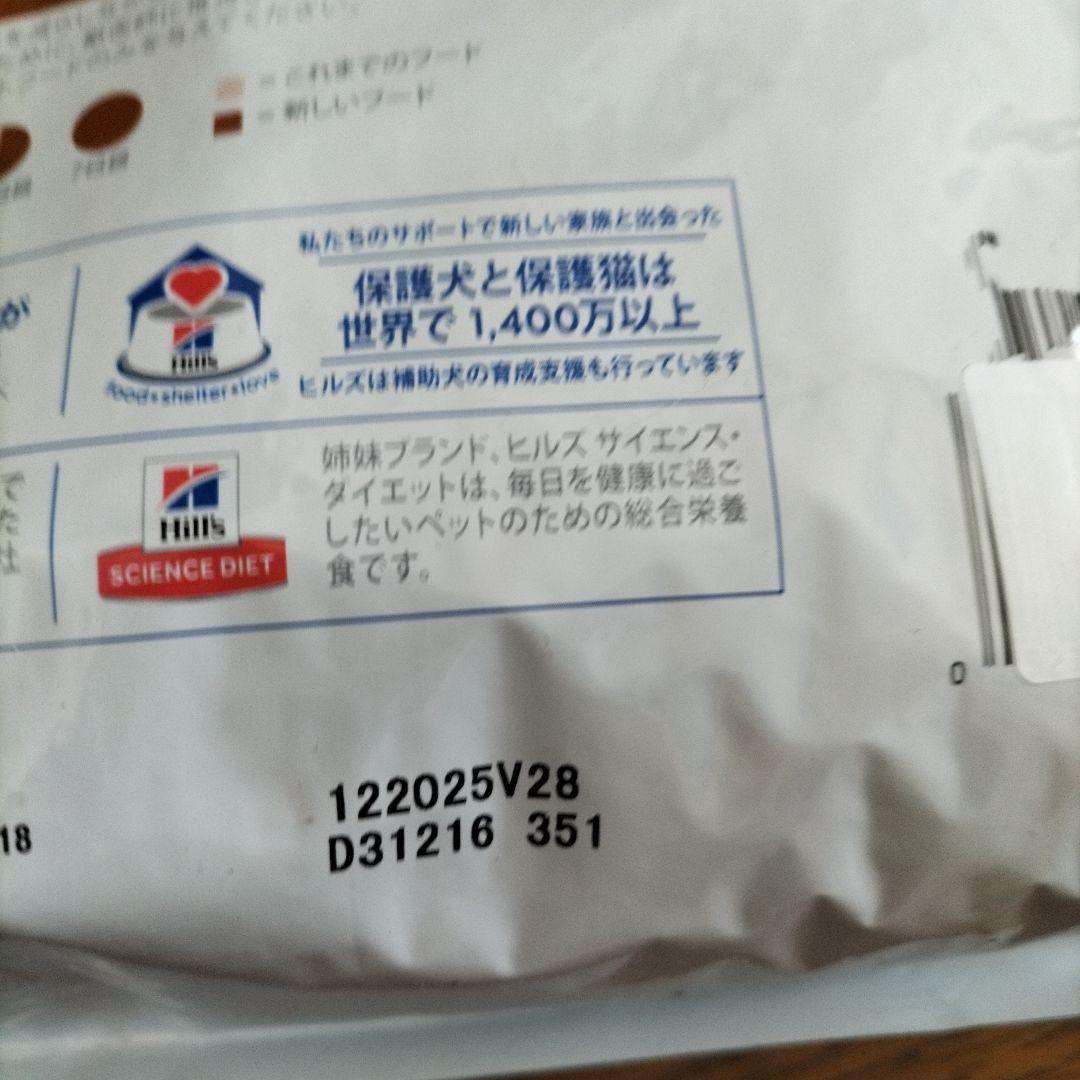 = これまでのフード
= 新しいフード
7日目
私たちのサポートで新しい家族と出会った
保護犬と保護猫は
世界で1,400万以上
ヒルズは補助犬の育成支援も行っています
Hill's
food•shelter•love
が
姉妹ブランド、ヒルズ サイエンス・
ダイエットは、毎日を健康に過ご
したいペットのための総合栄養
食です。
Hill's
SCIENCE DIET
でた
仕
0
122025V28
D31216 351
18